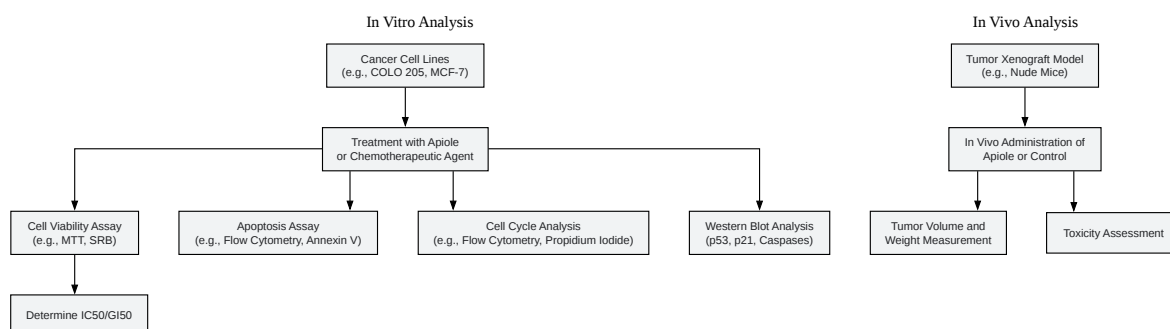 In Vitro Analysis
In Vivo Analysis
Cancer Cell Lines
(e.g., COLO 205, MCF-7)
Tumor Xenograft Model
(e.g., Nude Mice)
Treatment with Apiole
or Chemotherapeutic Agent
In Vivo Administration of
Apiole or Control
Cell Viability Assay
(e.g., MTT, SRB)
Apoptosis Assay
(e.g., Flow Cytometry, Annexin V)
Cell Cycle Analysis
(e.g., Flow Cytometry, Propidium Iodide)
Western Blot Analysis
(p53, p21, Caspases)
Tumor Volume and
Weight Measurement
Toxicity Assessment
Determine IC50/GI50